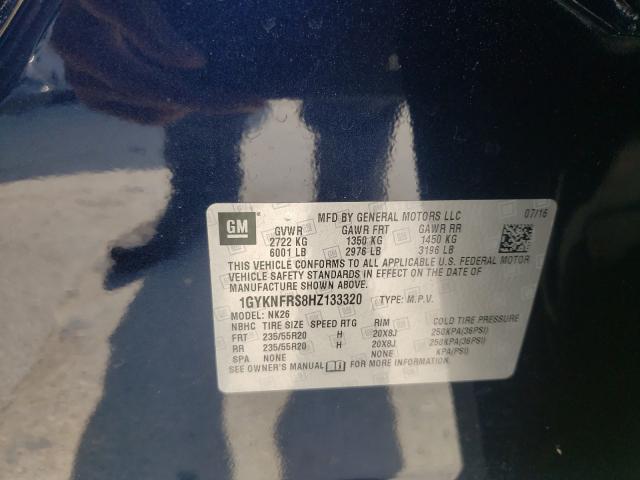 GM
MFD BY GENERAL MOTORS LLC 07/16
GVWR GAWR FRT GAWR RR
2722 KG 1350 KG 1450 KG
6001 LB 2976 LB 3196 LB
THIS VEHICLE CONFORMS TO ALL APPLICABLE U.S. FEDERAL MOTOR
VEHICLE SAFETY STANDARDS IN EFFECT ON THE DATE OF
MANUFACTURE SHOWN ABOVE.
1GYKNFRS8HZ133320 TYPE: M.P.V.
MODEL: NK26
NBHC TIRE SIZE SPEED RTG RIM COLD TIRE PRESSURE
FRT 235/55R20 H 20X8J 250KPA(36PSI)
RR 235/55R20 H 20X8J 250KPA(36PSI)
SPA NONE NONE KPA(PSI)
SEE OWNER'S MANUAL FOR MORE INFORMATION.